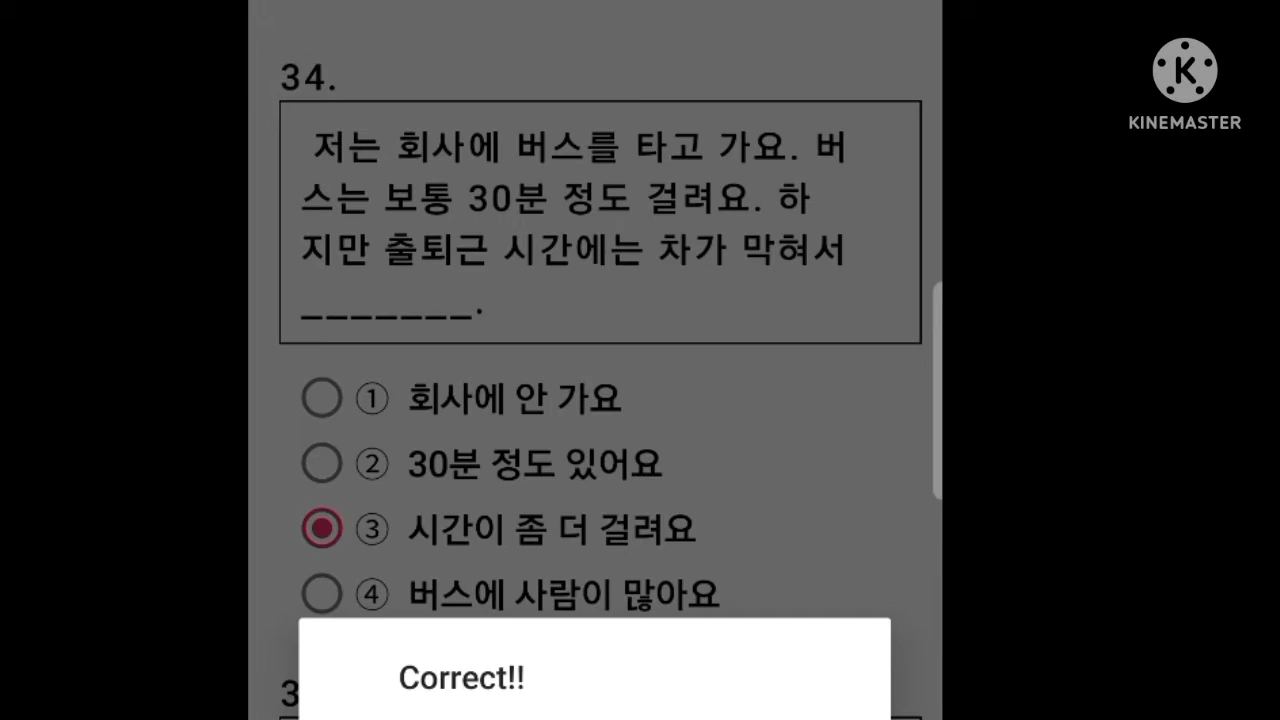 34.
저는 회사에 버스를 타고 가요. 버
스는 보통 30분 정도 걸려요. 하
지만 출퇴근 시간에는 차가 막혀서
_______.
① 회사에 안 가요
② 30분 정도 있어요
③ 시간이 좀 더 걸려요
④ 버스에 사람이 많아요
Correct!!
3
K
KINEMASTER